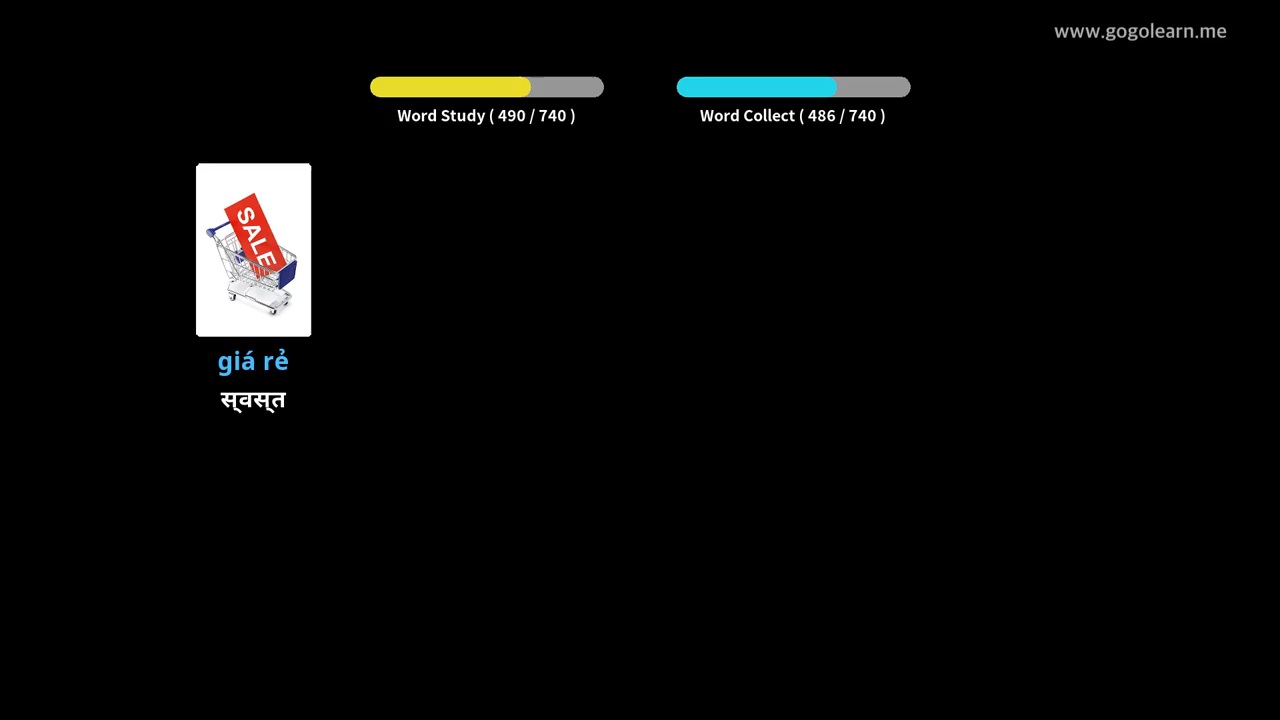 www.gogolearn.me
Word Study ( 490 / 740 )
Word Collect ( 486 / 740 )
SALE
giá rẻ
स्वस्त